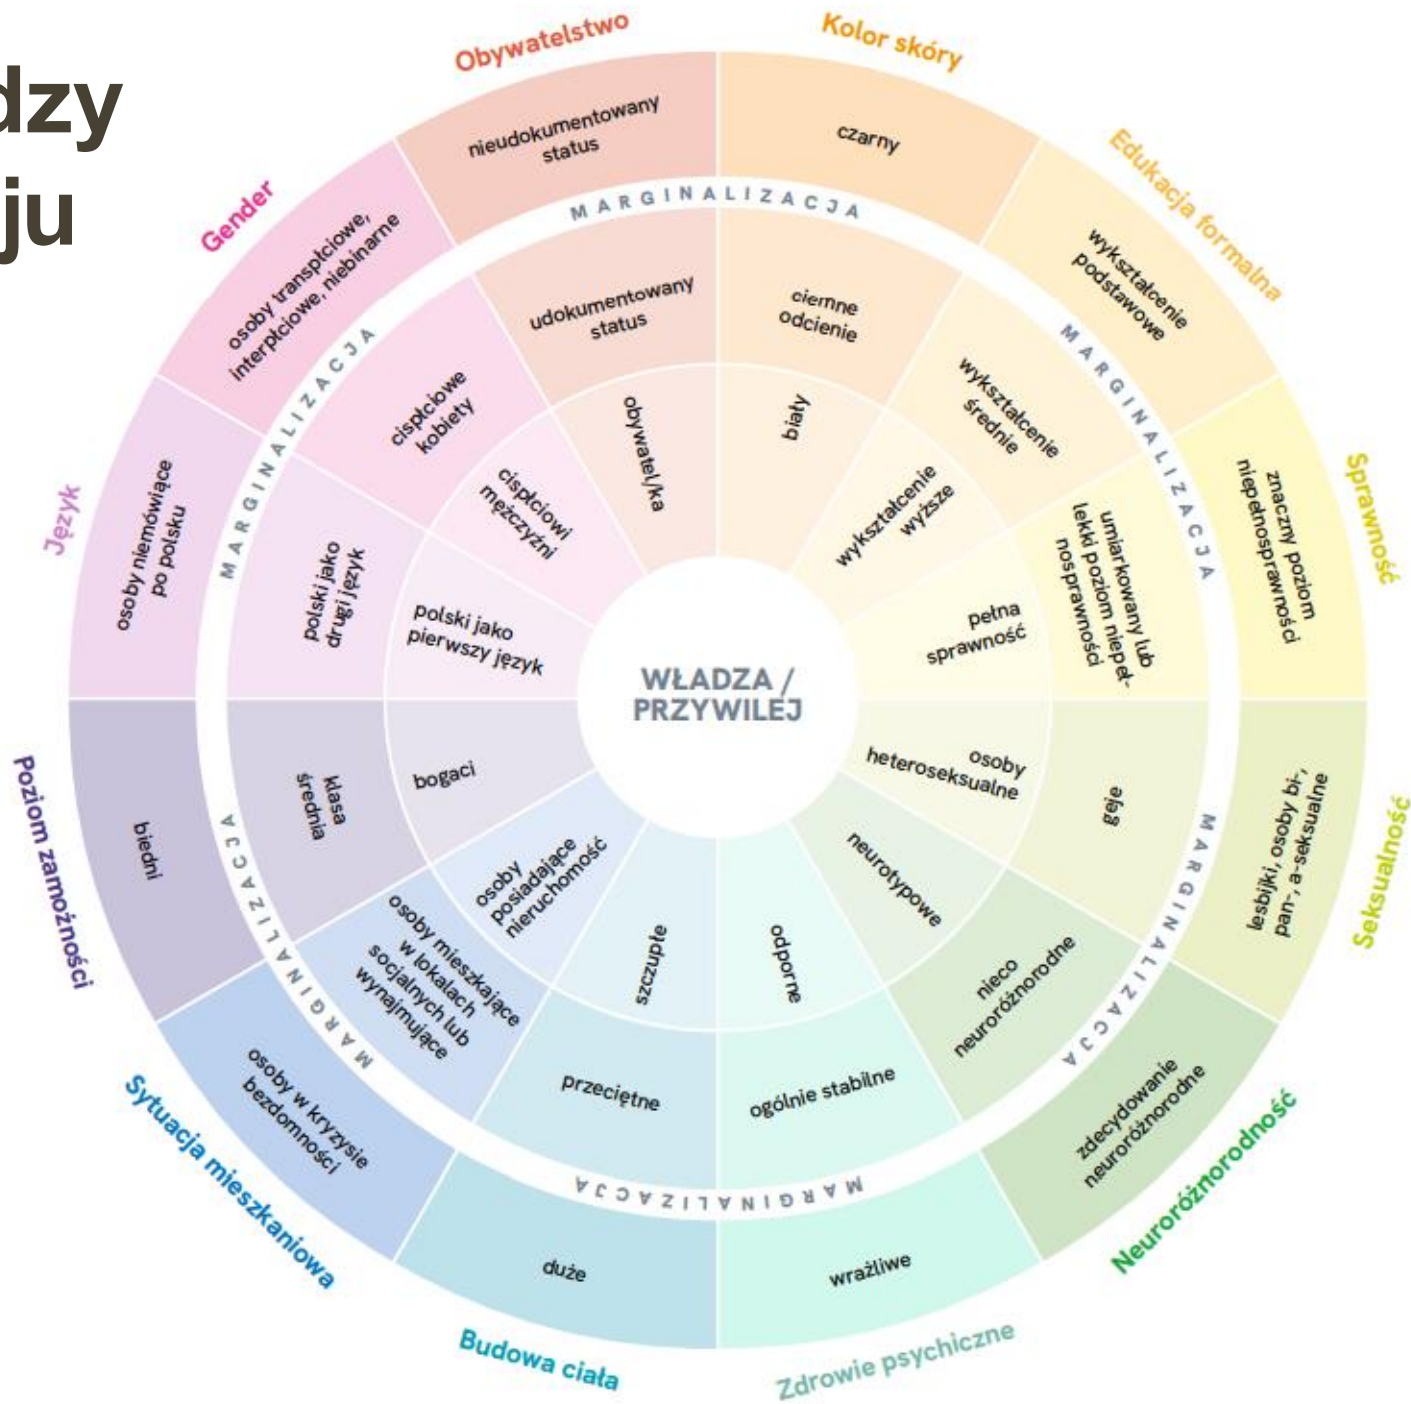 dzy
ju
WŁADZA /
PRZYWILEJ
Kolor skóry
czarny
ciemne
odcienie
biały
Edukacja formalna
wykształcenie
podstawowe
wykształcenie
średnie
wykształcenie
wyższe
Sprawność
znaczny poziom
niepełnosprawności
umiarkowany lub
lekki poziom niepeł-
nosprawności
pełna
sprawność
Seksualność
lesbijki, osoby bi-,
pan-, a-seksualne
geje
osoby
heteroseksualne
Neuroróżnorodność
zdecydowanie
neuroróżnorodne
nieco
neuroróżnorodne
neurotypowe
Zdrowie psychiczne
wrażliwe
ogólnie stabilne
odporne
Budowa ciała
duże
przeciętne
szczupłe
Sytuacja mieszkaniowa
osoby w kryzysie
bezdomności
osoby mieszkające
w lokalach
socjalnych lub
wynajmujące
osoby
posiadające
nieruchomość
Poziom zamożności
biedni
klasa
średnia
bogaci
Język
osoby niemówiące
po polsku
polski jako
drugi język
polski jako
pierwszy język
Gender
osoby transpłciowe,
interpłciowe, niebinarne
cispłciowe
kobiety
cispłciowi
mężczyźni
Obywatelstwo
nieudokumentowany
status
udokumentowany
status
obywatel/ka
MARGINALIZACJA
MARGINALIZACJA
MARGINALIZACJA
MARGINALIZACJA
MARGINALIZACJA
MARGINALIZACJA